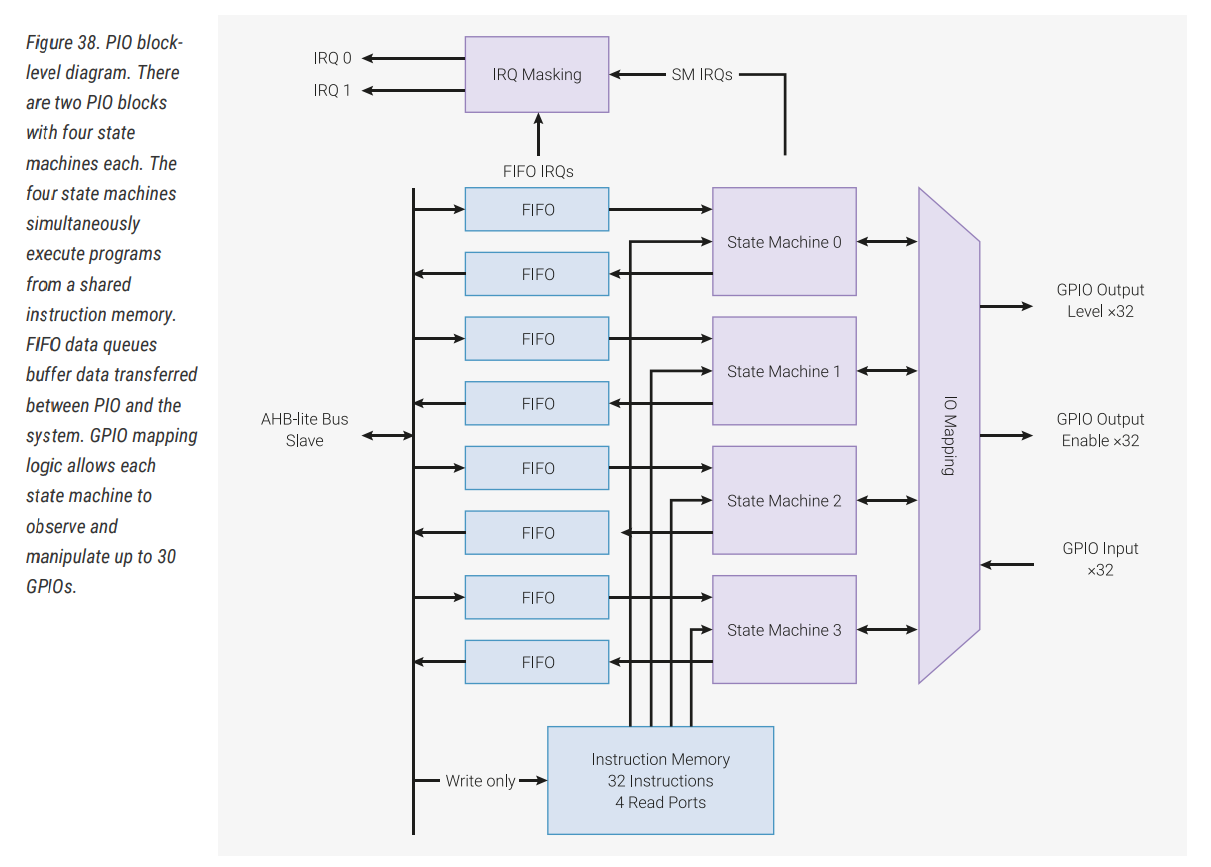 Figure 38. PIO block-
level diagram. There
are two PIO blocks
with four state
machines each. The
four state machines
simultaneously
execute programs
from a shared
instruction memory.
FIFO data queues
buffer data transferred
between PIO and the
system. GPIO mapping
logic allows each
state machine to
observe and
manipulate up to 30
GPIOs.
IRQ 0
IRQ 1
IRQ Masking
SM IRQs
FIFO IRQs
FIFO
State Machine 0
FIFO
GPIO Output
Level ×32
FIFO
State Machine 1
FIFO
AHB-lite Bus
Slave
IO Mapping
GPIO Output
Enable ×32
FIFO
State Machine 2
FIFO
GPIO Input
×32
FIFO
State Machine 3
FIFO
Write only
Instruction Memory
32 Instructions
4 Read Ports